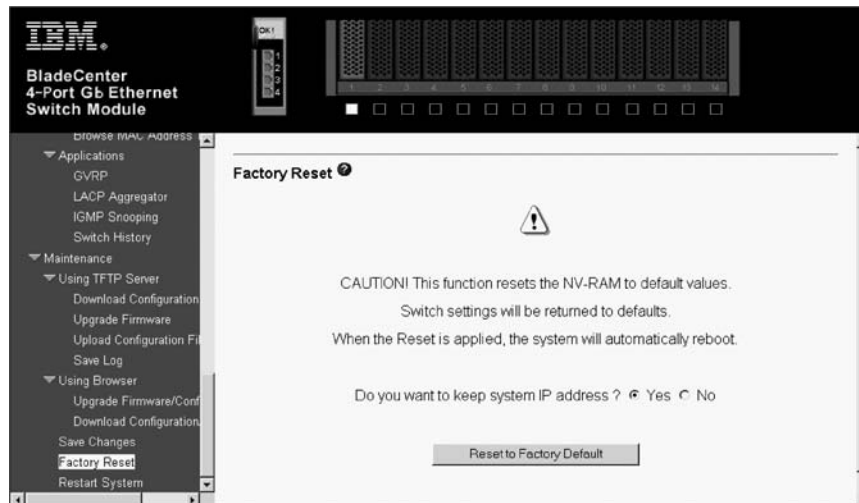 IBM.
BladeCenter
4-Port Gb Ethernet
Switch Module
OK!
1
2
3
4
1 2 3 4 5 6 7 8 9 10 11 12 13 14
Browse MAC Address
Applications
GVRP
LACP Aggregator
IGMP Snooping
Switch History
Maintenance
Using TFTP Server
Download Configuration
Upgrade Firmware
Upload Configuration Fi
Save Log
Using Browser
Upgrade Firmware/Conf
Download Configuration
Save Changes
Factory Reset
Restart System
Factory Reset ?
!
CAUTION! This function resets the NV-RAM to default values.
Switch settings will be returned to defaults.
When the Reset is applied, the system will automatically reboot.
Do you want to keep system IP address ? Yes No
Reset to Factory Default